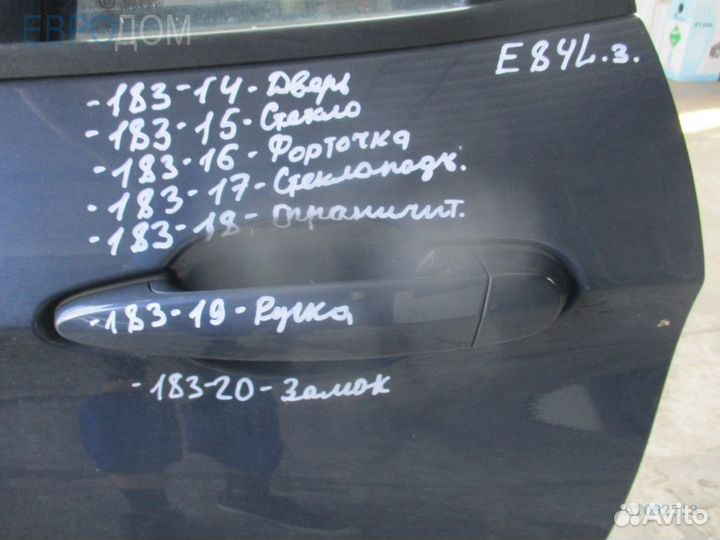 ЕВРОДОМ
E84L.з.
-183-14-Дверь
-183-15-Стекло
-183-16-Форточка
-183-17-Стеклоподъ.
-183-18-Ограничит.
-183-19-Ручка
-183-20-Замок
Avito